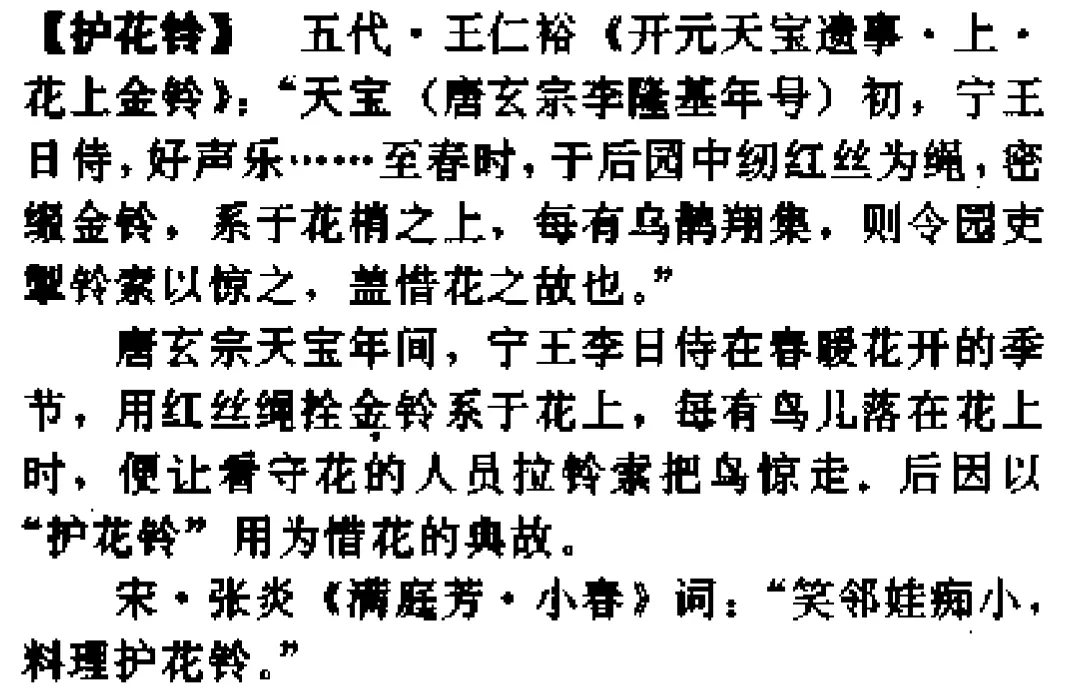 【护花铃】 五代·王仁裕《开元天宝遗事·上·
花上金铃》：“天宝（唐玄宗李隆基年号）初，宁王
日侍，好声乐……至春时，于后园中纫红丝为绳，密
缀金铃，系于花梢之上，每有乌鹊翔集，则令园吏
掣铃索以惊之，盖惜花之故也。”
唐玄宗天宝年间，宁王李日侍在春暖花开的季
节，用红丝绳拴金铃系于花上，每有鸟儿落在花上
时，便让看守花的人员拉铃索把鸟惊走．后因以
“护花铃”用为惜花的典故。
宋·张炎《满庭芳·小春》词：“笑邻娃痴小，
料理护花铃。”